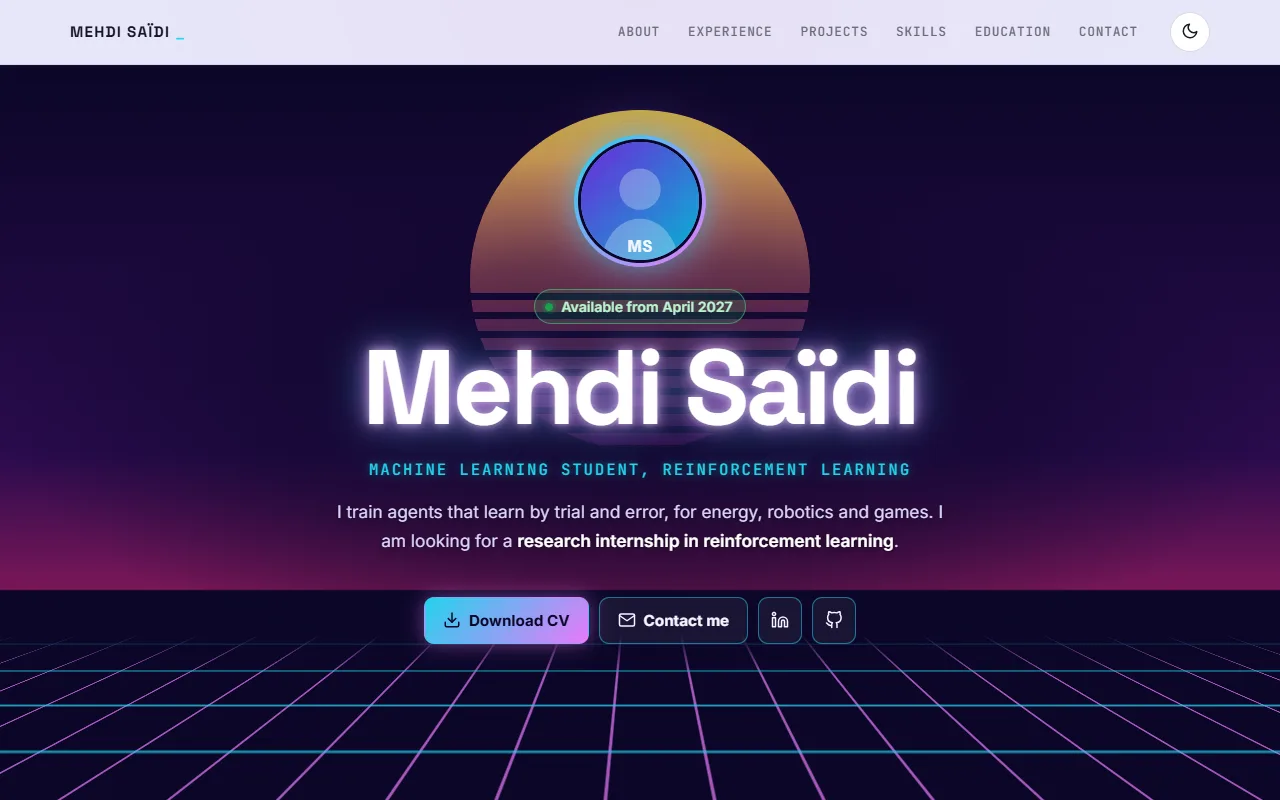 MEHDI SAÏDI _
ABOUT
EXPERIENCE
PROJECTS
SKILLS
EDUCATION
CONTACT
MS
Available from April 2027
Mehdi Saïdi
MACHINE LEARNING STUDENT, REINFORCEMENT LEARNING
I train agents that learn by trial and error, for energy, robotics and games. I
am looking for a research internship in reinforcement learning.
Download CV
Contact me